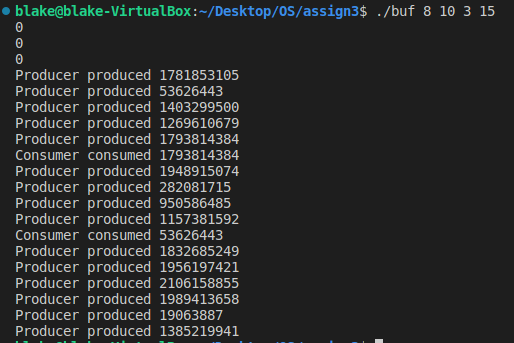 blake@blake-VirtualBox:~/Desktop/OS/assign3$ ./buf 8 10 3 15
0
0
0
Producer produced 1781853105
Producer produced 53626443
Producer produced 1403299500
Producer produced 1269610679
Producer produced 1793814384
Consumer consumed 1793814384
Producer produced 1948915074
Producer produced 282081715
Producer produced 950586485
Producer produced 1157381592
Consumer consumed 53626443
Producer produced 1832685249
Producer produced 1956197421
Producer produced 2106158855
Producer produced 1989413658
Producer produced 19063887
Producer produced 1385219941